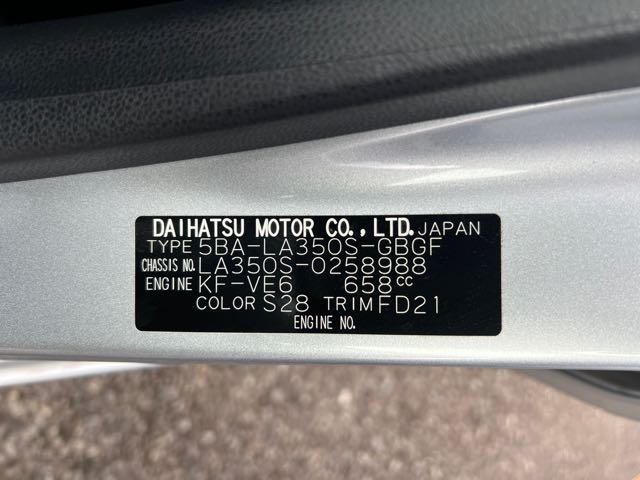 DAIHATSU MOTOR CO.,LTD. JAPAN
TYPE 5BA-LA350S-GBGF
CHASSIS NO. LA350S-0258988
ENGINE KF-VE6 658cc
COLOR S28 TRIM FD21
ENGINE NO.